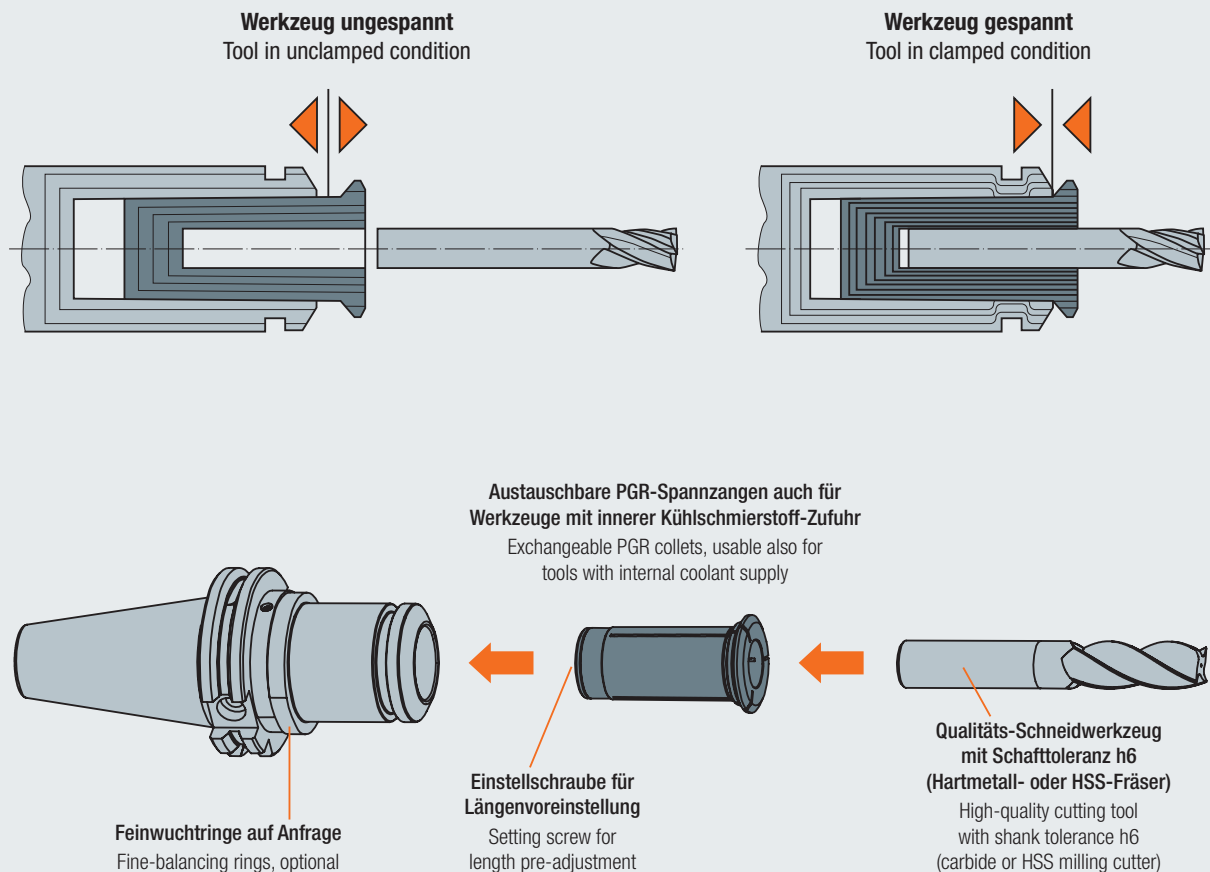 Werkzeug ungespannt
Tool in unclamped condition
Werkzeug gespannt
Tool in clamped condition
Austauschbare PGR-Spannzangen auch für
Werkzeuge mit innerer Kühlschmierstoff-Zufuhr
Exchangeable PGR collets, usable also for
tools with internal coolant supply
Feinwuchtringe auf Anfrage
Fine-balancing rings, optional
Einstellschraube für
Längenvoreinstellung
Setting screw for
length pre-adjustment
Qualitäts-Schneidwerkzeug
mit Schafttoleranz h6
(Hartmetall- oder HSS-Fräser)
High-quality cutting tool
with shank tolerance h6
(carbide or HSS milling cutter)